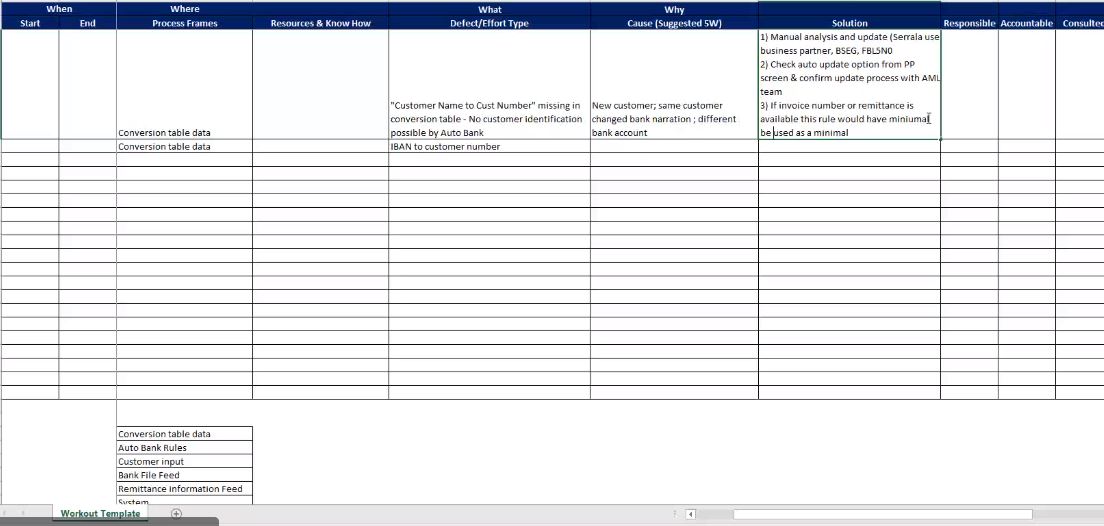 When Where What Why
Start End Process Frames Resources & Know How Defect/Effort Type Cause (Suggested 5W) Solution Responsible Accountable Consulted
1) Manual analysis and update (Serrala use
business partner, BSEG, FBL5N0
2) Check auto update option from PP
screen & confirm update process with AML
team
"Customer Name to Cust Number" missing in New customer; same customer 3) If invoice number or remittance is
conversion table - No customer identification changed bank narration ; different available this rule would have miniumal
Conversion table data possible by Auto Bank bank account be used as a minimal
Conversion table data IBAN to customer number
Conversion table data
Auto Bank Rules
Customer input
Bank File Feed
Remittance information Feed
System
Workout Template